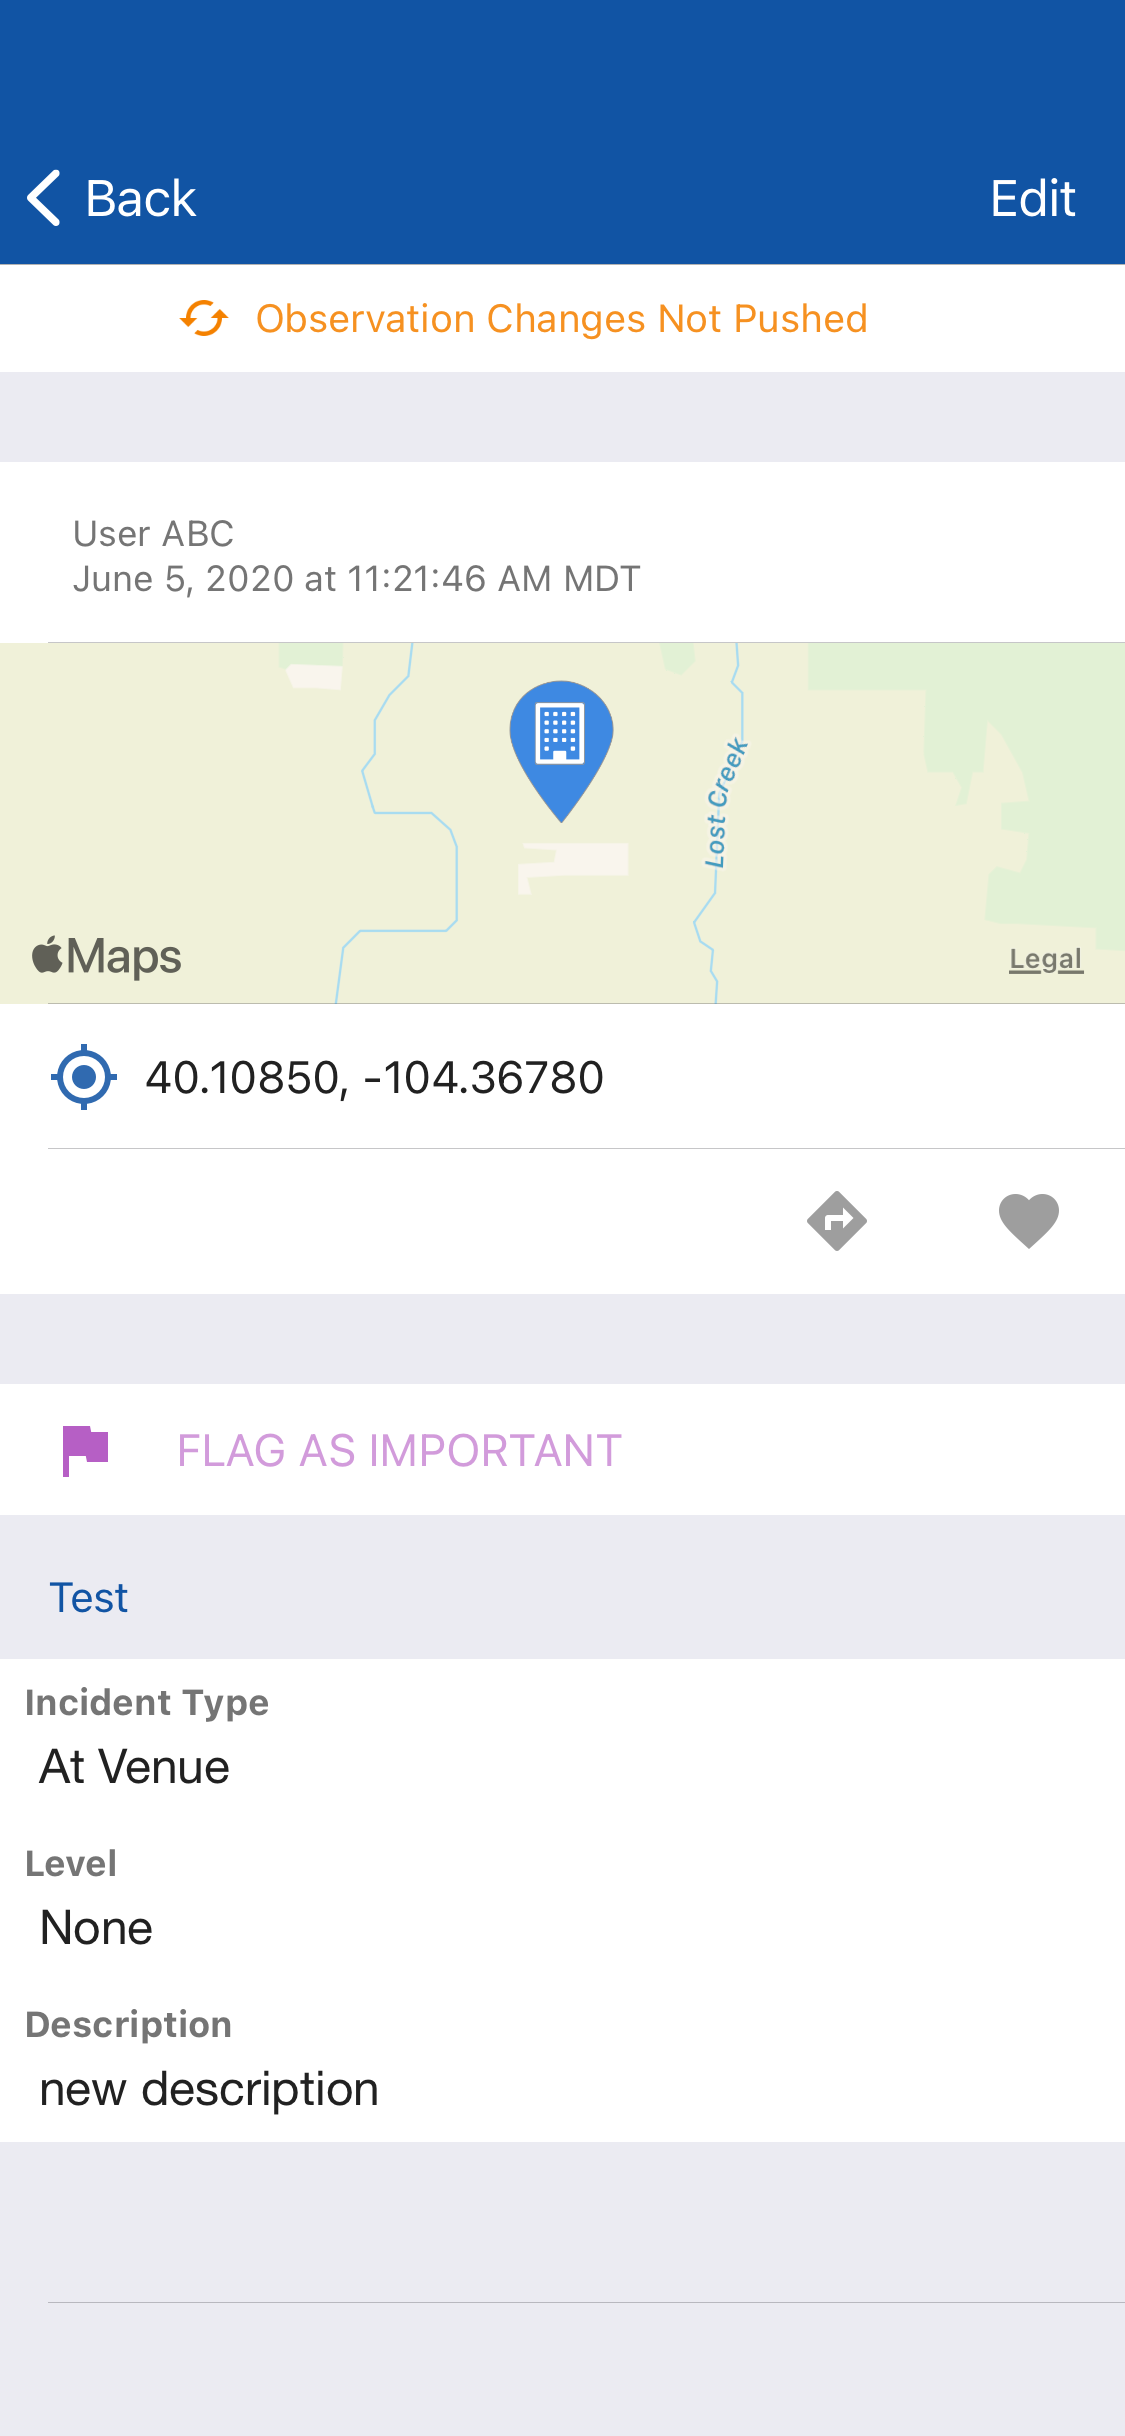 Back
Edit
Observation Changes Not Pushed
User ABC
June 5, 2020 at 11:21:46 AM MDT
Lost Creek
Maps
Legal
40.10850, -104.36780
FLAG AS IMPORTANT
Test
Incident Type
At Venue
Level
None
Description
new description